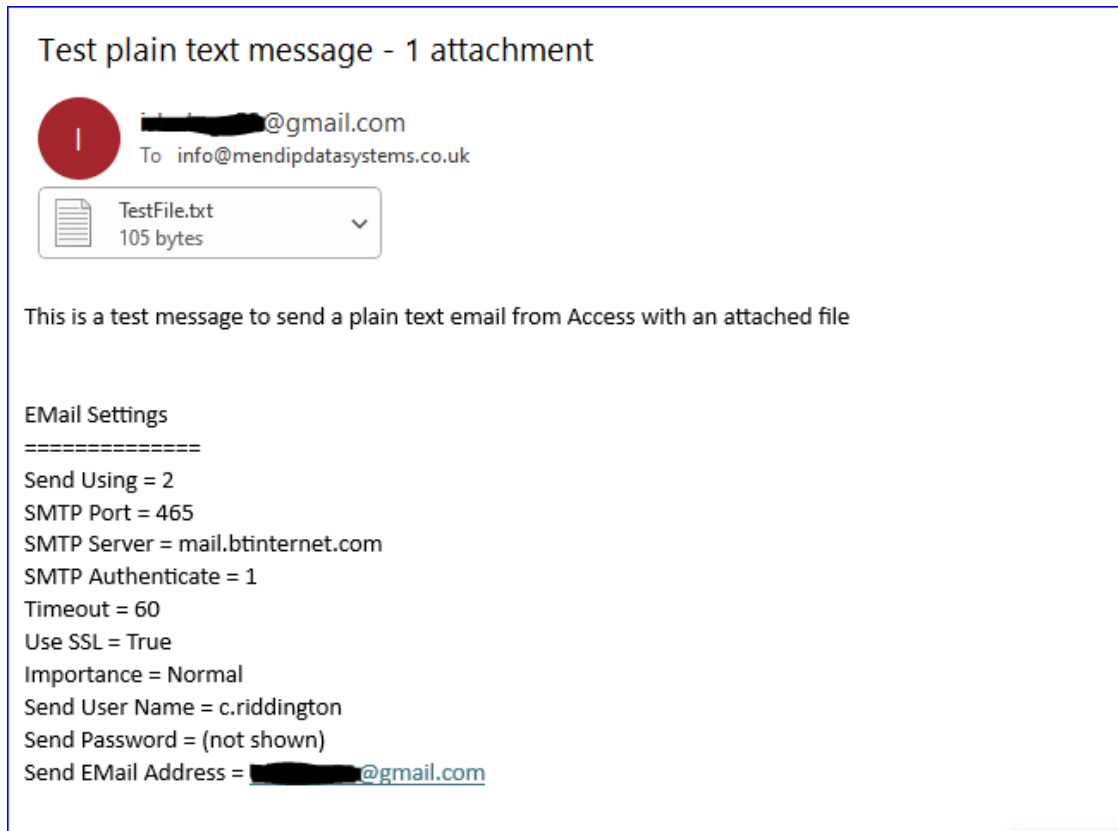 Test plain text message - 1 attachment
I
@gmail.com
To info@mendipdatasystems.co.uk
TestFile.txt
105 bytes
This is a test message to send a plain text email from Access with an attached file
EMail Settings
==============
Send Using = 2
SMTP Port = 465
SMTP Server = mail.btinternet.com
SMTP Authenticate = 1
Timeout = 60
Use SSL = True
Importance = Normal
Send User Name = c.riddington
Send Password = (not shown)
Send EMail Address = @gmail.com